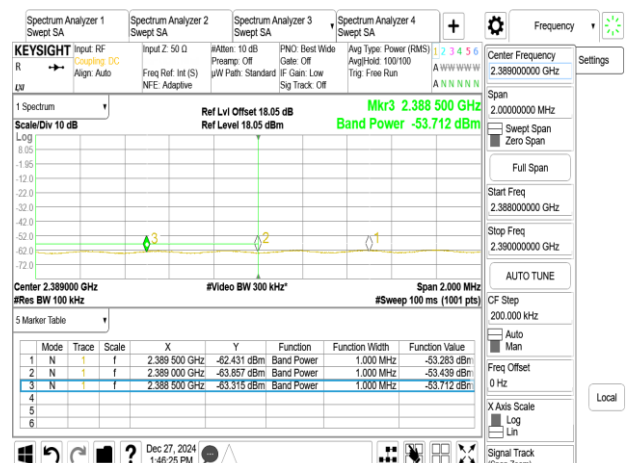 Spectrum Analyzer 1
Swept SA
Spectrum Analyzer 2
Swept SA
Spectrum Analyzer 3
Swept SA
Spectrum Analyzer 4
Swept SA
+
Frequency
KEYSIGHT
R
Input: RF
Coupling: DC
Align: Auto
Input Z: 50 Ω
Freq Ref: Int (S)
NFE: Adaptive
#Atten: 10 dB
Preamp: Off
µW Path: Standard
PNO: Best Wide
Gate: Off
IF Gain: Low
Sig Track: Off
Avg Type: Power (RMS)
Avg|Hold: 100/100
Trig: Free Run
1 2 3 4 5 6
A W W W W W
A N N N N N
1 Spectrum
Scale/Div 10 dB
Log
Ref Lvl Offset 18.05 dB
Ref Level 18.05 dBm
Mkr3 2.388 500 GHz
Band Power -53.712 dBm
8.05
-1.95
-12.0
-22.0
-32.0
-42.0
-52.0
-62.0
-72.0
3
2
1
Center 2.389000 GHz
#Res BW 100 kHz
#Video BW 300 kHz*
Span 2.000 MHz
#Sweep 100 ms (1001 pts)
5 Marker Table
Mode Trace Scale X Y Function Function Width Function Value
1 N 1 f 2.389 500 GHz -62.431 dBm Band Power 1.000 MHz -53.283 dBm
2 N 1 f 2.389 000 GHz -63.857 dBm Band Power 1.000 MHz -53.439 dBm
3 N 1 f 2.388 500 GHz -63.315 dBm Band Power 1.000 MHz -53.712 dBm
4
5
6
?
Dec 27, 2024
1:46:25 PM
Center Frequency
2.389000000 GHz
Settings
Span
2.00000000 MHz
Swept Span
Zero Span
Full Span
Start Freq
2.388000000 GHz
Stop Freq
2.390000000 GHz
AUTO TUNE
CF Step
200.000 kHz
Auto
Man
Freq Offset
0 Hz
X Axis Scale
Log
Lin
Local
Signal Track